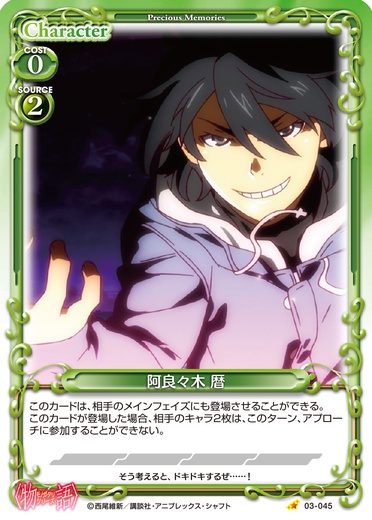 Precious Memories
Character
COST
0
SOURCE
2
阿良々木 暦
このカードは、相手のメインフェイズにも登場させることができる。
このカードが登場した場合、相手のキャラ2枚は、このターン、アプロー
チに参加することができない。
そう考えると、ドキドキするぜ……!
物語
©西尾維新/講談社・アニプレックス・シャフト
03-045